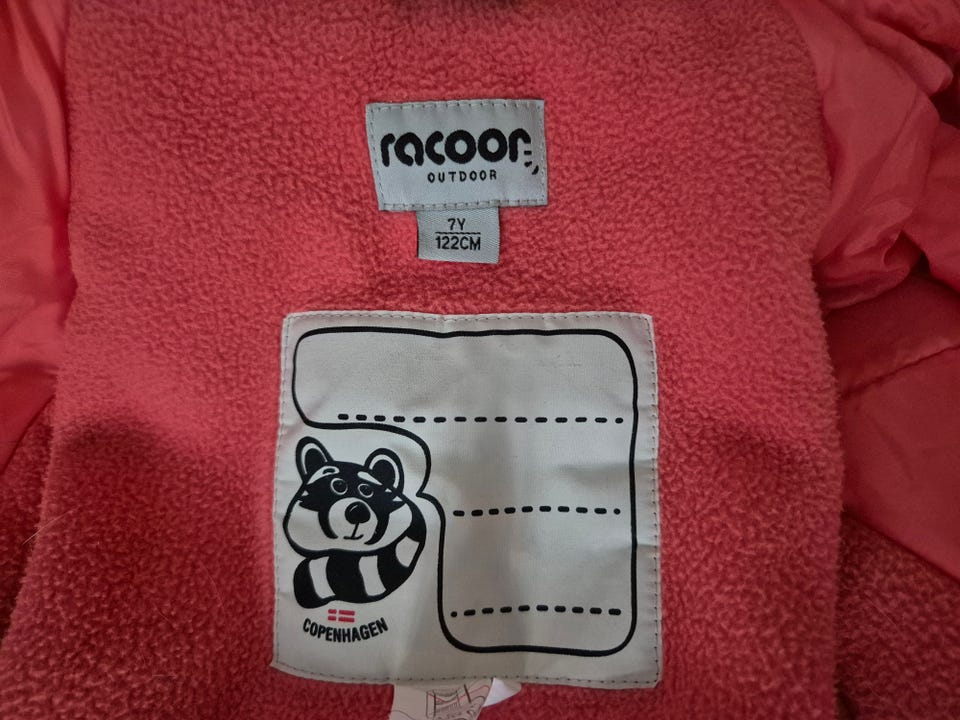 racoon
OUTDOOR
7Y
122CM
COPENHAGEN